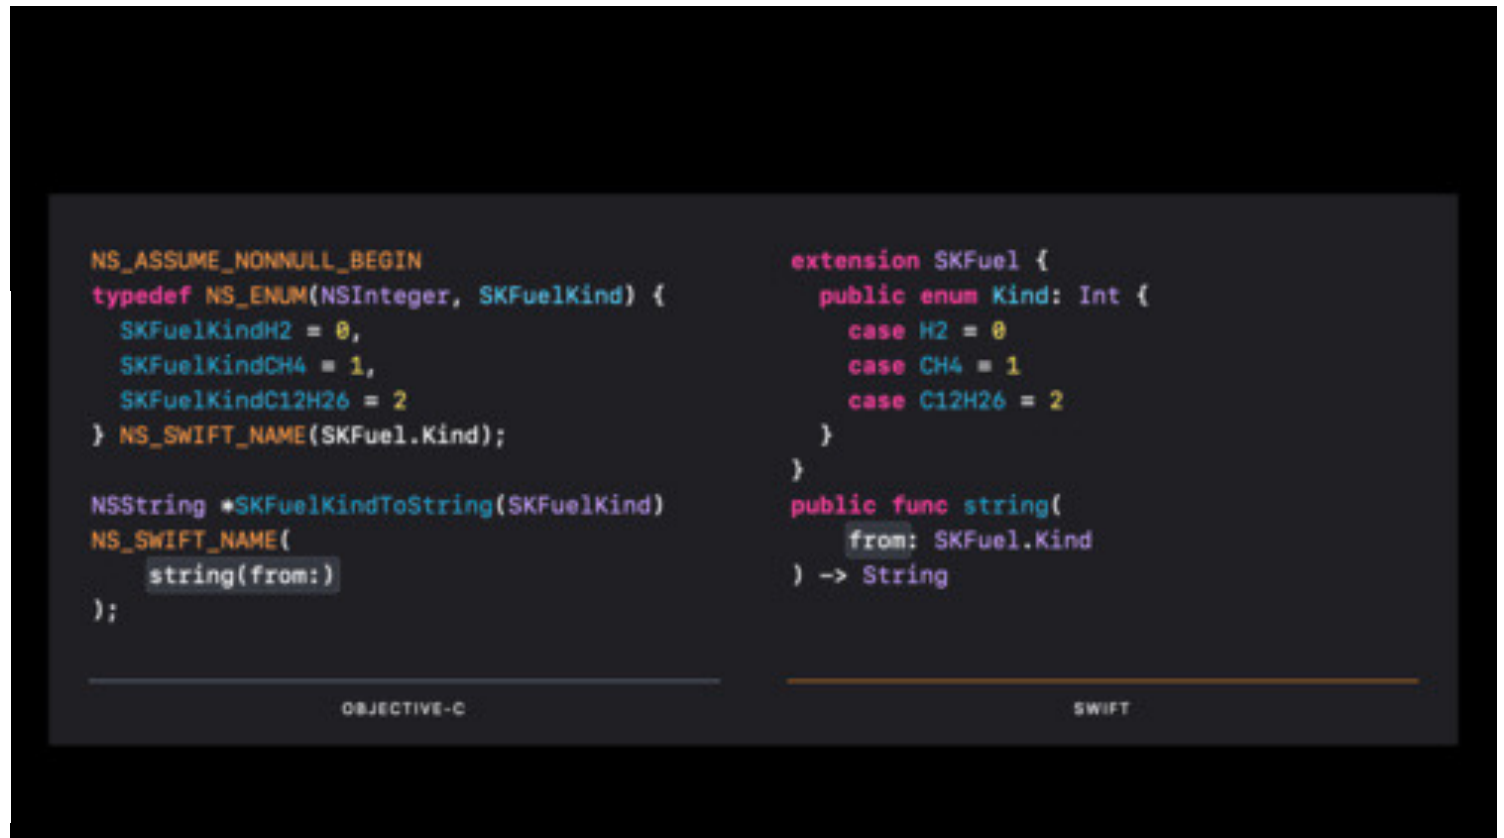 NS_ASSUME_NONNULL_BEGIN
typedef NS_ENUM(NSInteger, SKFuelKind) {
SKFuelKindH2 = 0,
SKFuelKindCH4 = 1,
SKFuelKindC12H26 = 2
} NS_SWIFT_NAME(SKFuel.Kind);
NSString *SKFuelKindToString(SKFuelKind)
NS_SWIFT_NAME(
string(from:)
);
OBJECTIVE-C
extension SKFuel {
public enum Kind: Int {
case H2 = 0
case CH4 = 1
case C12H26 = 2
}
}
public func string(
from: SKFuel.Kind
) -> String
SWIFT